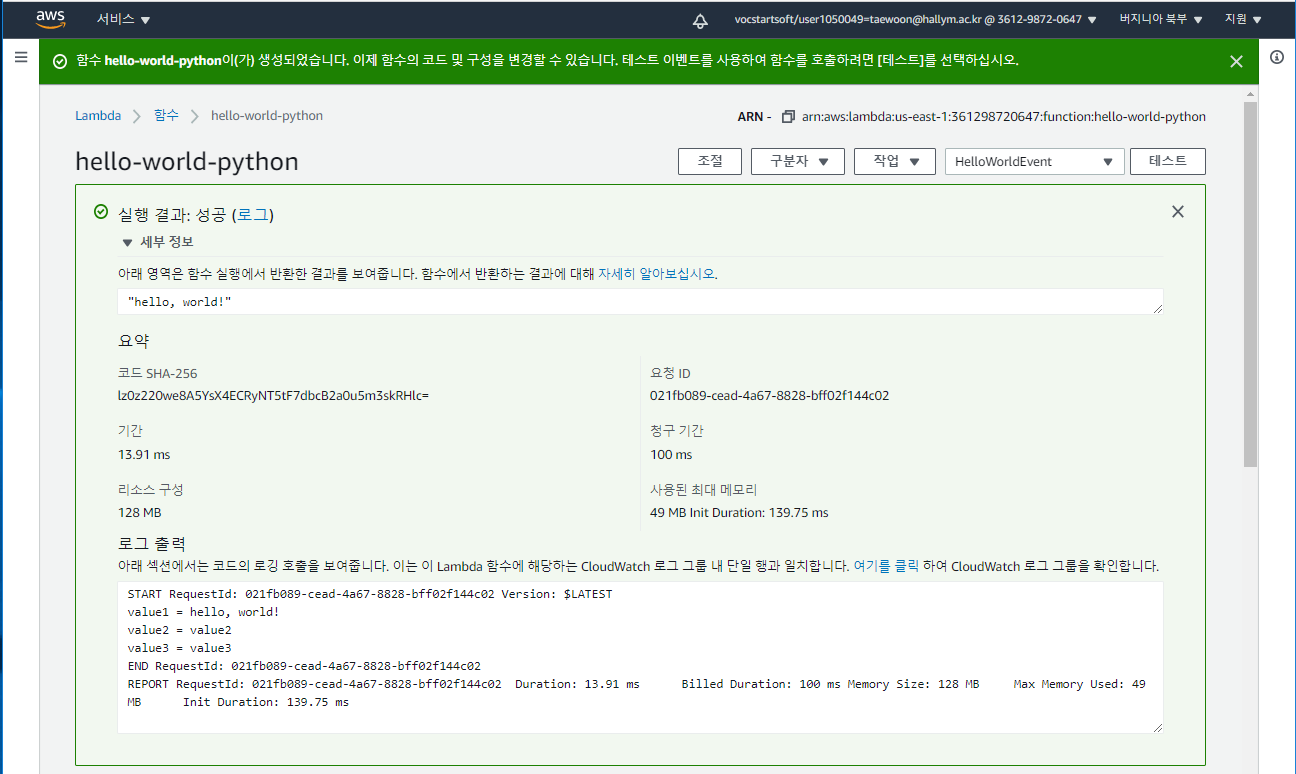 aws 서비스 vocstartsoft/user1050049=taewoon@hallym.ac.kr @ 3612-9872-0647 버지니아 북부 지원
함수 hello-world-python이(가) 생성되었습니다. 이제 함수의 코드 및 구성을 변경할 수 있습니다. 테스트 이벤트를 사용하여 함수를 호출하려면 [테스트]를 선택하십시오.
Lambda 함수 hello-world-python ARN - arn:aws:lambda:us-east-1:361298720647:function:hello-world-python
hello-world-python 조절 구분자 작업 HelloWorldEvent 테스트
실행 결과: 성공 (로그)
세부 정보
아래 영역은 함수 실행에서 반환한 결과를 보여줍니다. 함수에서 반환하는 결과에 대해 자세히 알아보십시오.
"hello, world!"
요약
코드 SHA-256 요청 ID
lz0z220we8A5YsX4ECRyNT5tF7dbcB2a0u5m3skRHlc= 021fb089-cead-4a67-8828-bff02f144c02
기간 청구 기간
13.91 ms 100 ms
리소스 구성 사용된 최대 메모리
128 MB 49 MB Init Duration: 139.75 ms
로그 출력
아래 섹션에서는 코드의 로깅 호출을 보여줍니다. 이는 이 Lambda 함수에 해당하는 CloudWatch 로그 그룹 내 단일 행과 일치합니다. 여기를 클릭 하여 CloudWatch 로그 그룹을 확인합니다.
START RequestId: 021fb089-cead-4a67-8828-bff02f144c02 Version: $LATEST
value1 = hello, world!
value2 = value2
value3 = value3
END RequestId: 021fb089-cead-4a67-8828-bff02f144c02
REPORT RequestId: 021fb089-cead-4a67-8828-bff02f144c02 Duration: 13.91 ms Billed Duration: 100 ms Memory Size: 128 MB Max Memory Used: 49
MB Init Duration: 139.75 ms